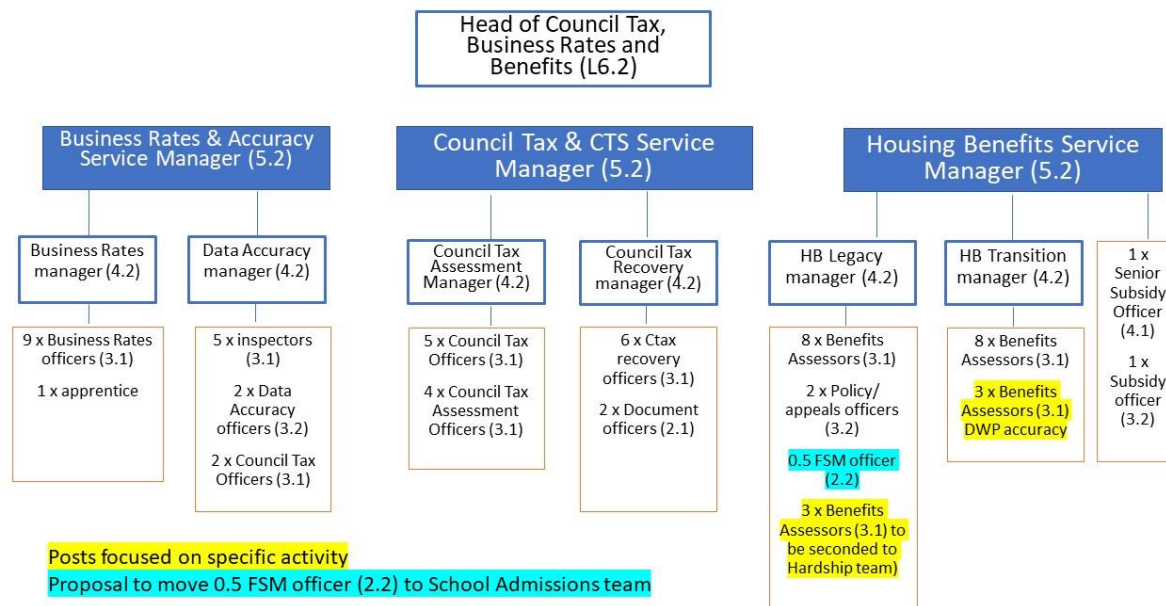 Head of Council Tax,
Business Rates and
Benefits (L6.2)
Business Rates & Accuracy
Service Manager (5.2)
Council Tax & CTS Service
Manager (5.2)
Housing Benefits Service
Manager (5.2)
Business Rates
manager (4.2)
Data Accuracy
manager (4.2)
Council Tax
Assessment
Manager (4.2)
Council Tax
Recovery
manager (4.2)
HB Legacy
manager (4.2)
HB Transition
manager (4.2)
1 x
Senior
Subsidy
Officer
(4.1)
1 x
Subsidy
officer
(3.2)
9 x Business Rates
officers (3.1)
1 x apprentice
5 x inspectors
(3.1)
2 x Data
Accuracy
officers (3.2)
2 x Council Tax
Officers (3.1)
5 x Council Tax
Officers (3.1)
4 x Council Tax
Assessment
Officers (3.1)
6 x Ctax
recovery
officers (3.1)
2 x Document
officers (2.1)
8 x Benefits
Assessors (3.1)
2 x Policy/
appeals officers
(3.2)
0.5 FSM officer
(2.2)
3 x Benefits
Assessors (3.1) to
be seconded to
Hardship team)
8 x Benefits
Assessors (3.1)
3 x Benefits
Assessors (3.1)
DWP accuracy
Posts focused on specific activity
Proposal to move 0.5 FSM officer (2.2) to School Admissions team